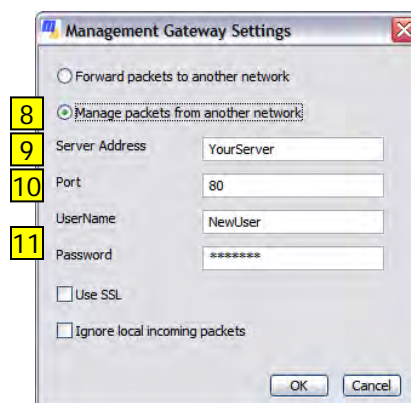 Management Gateway Settings
Forward packets to another network
8 Manage packets from another network
9 Server Address YourServer
10 Port 80
UserName NewUser
11
Password *******
Use SSL
Ignore local incoming packets
OK Cancel